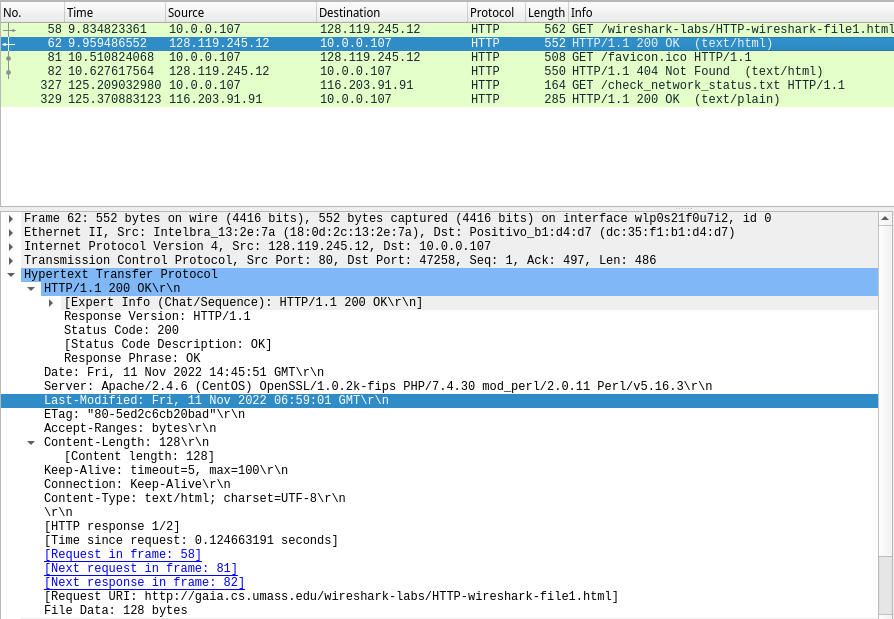 No. Time Source Destination Protocol Length Info
58 9.834823361 10.0.0.107 128.119.245.12 HTTP 562 GET /wireshark-labs/HTTP-wireshark-file1.html
62 9.959486552 128.119.245.12 10.0.0.107 HTTP 552 HTTP/1.1 200 OK  (text/html)
81 10.510824068 10.0.0.107 128.119.245.12 HTTP 508 GET /favicon.ico HTTP/1.1
82 10.627617564 128.119.245.12 10.0.0.107 HTTP 550 HTTP/1.1 404 Not Found  (text/html)
327 125.209032980 10.0.0.107 116.203.91.91 HTTP 164 GET /check_network_status.txt HTTP/1.1
329 125.370883123 116.203.91.91 10.0.0.107 HTTP 285 HTTP/1.1 200 OK  (text/plain)
Frame 62: 552 bytes on wire (4416 bits), 552 bytes captured (4416 bits) on interface wlp0s21f0u7i2, id 0
Ethernet II, Src: Intelbra_13:2e:7a (18:0d:2c:13:2e:7a), Dst: Positivo_b1:d4:d7 (dc:35:f1:b1:d4:d7)
Internet Protocol Version 4, Src: 128.119.245.12, Dst: 10.0.0.107
Transmission Control Protocol, Src Port: 80, Dst Port: 47258, Seq: 1, Ack: 497, Len: 486
Hypertext Transfer Protocol
HTTP/1.1 200 OK\r\n
[Expert Info (Chat/Sequence): HTTP/1.1 200 OK\r\n]
Response Version: HTTP/1.1
Status Code: 200
[Status Code Description: OK]
Response Phrase: OK
Date: Fri, 11 Nov 2022 14:45:51 GMT\r\n
Server: Apache/2.4.6 (CentOS) OpenSSL/1.0.2k-fips PHP/7.4.30 mod_perl/2.0.11 Perl/v5.16.3\r\n
Last-Modified: Fri, 11 Nov 2022 06:59:01 GMT\r\n
ETag: "80-5ed2c6cb20bad"\r\n
Accept-Ranges: bytes\r\n
Content-Length: 128\r\n
[Content length: 128]
Keep-Alive: timeout=5, max=100\r\n
Connection: Keep-Alive\r\n
Content-Type: text/html; charset=UTF-8\r\n
\r\n
[HTTP response 1/2]
[Time since request: 0.124663191 seconds]
[Request in frame: 58]
[Next request in frame: 81]
[Next response in frame: 82]
[Request URI: http://gaia.cs.umass.edu/wireshark-labs/HTTP-wireshark-file1.html]
File Data: 128 bytes